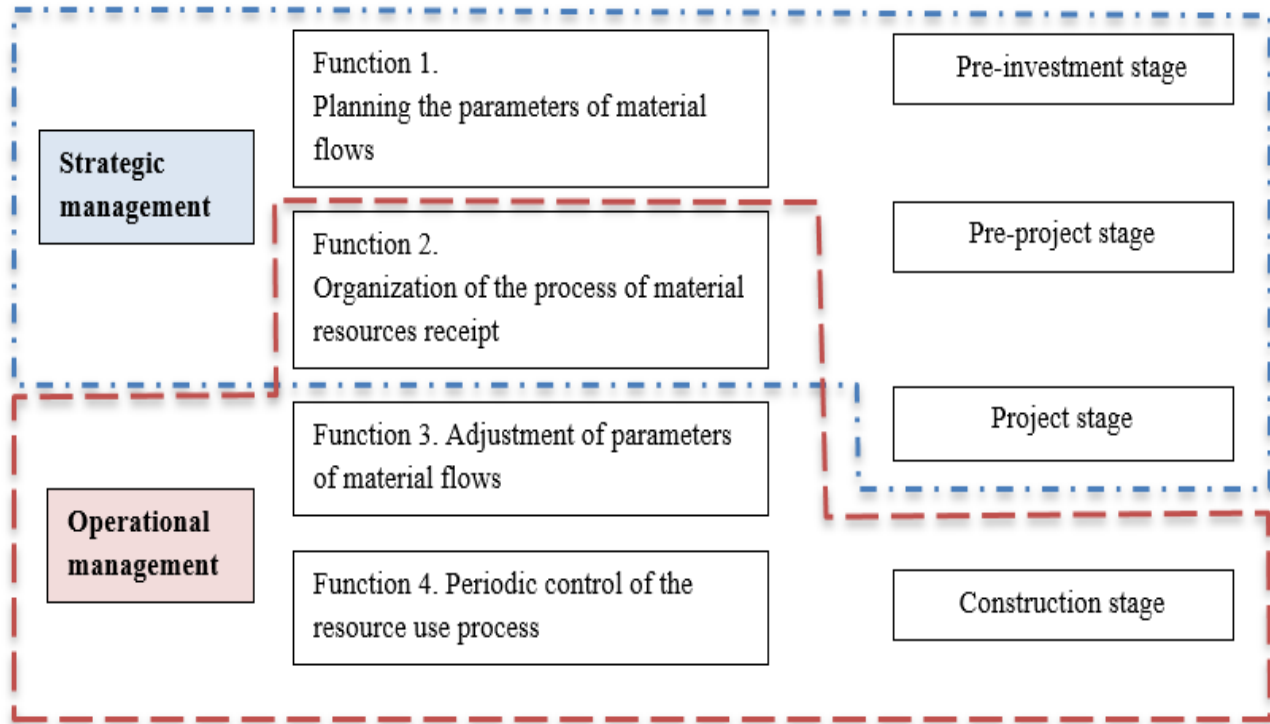 Strategic
management
Operational
management
Function 1.
Planning the parameters of material
flows
Function 2.
Organization of the process of material
resources receipt
Function 3. Adjustment of parameters
of material flows
Function 4. Periodic control of the
resource use process
Pre-investment stage
Pre-project stage
Project stage
Construction stage